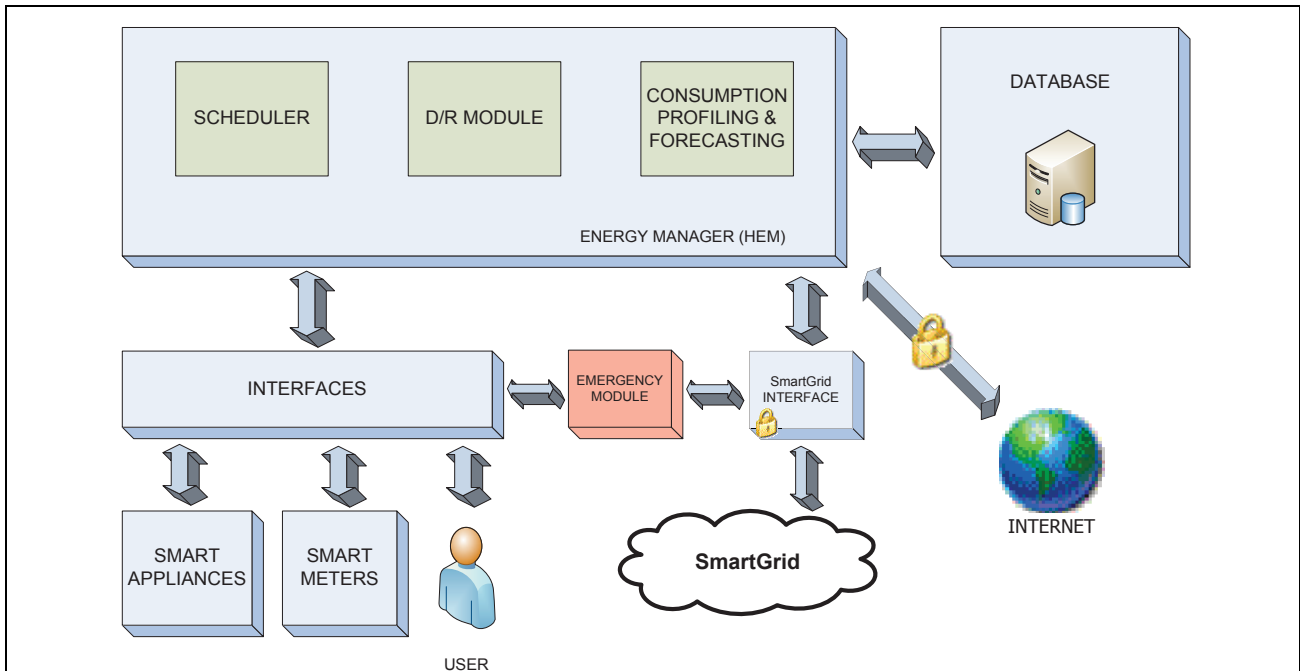 SCHEDULER
D/R MODULE
CONSUMPTION
PROFILING &
FORECASTING
ENERGY MANAGER (HEM)
DATABASE
INTERFACES
EMERGENCY
MODULE
SmartGrid
INTERFACE
SMART
APPLIANCES
SMART
METERS
USER
SmartGrid
INTERNET